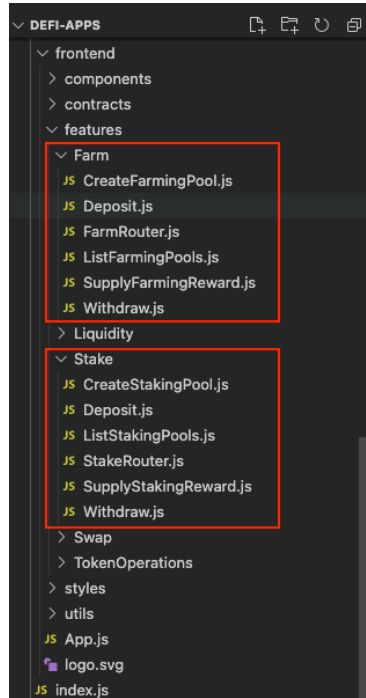 DEFI-APPS
frontend
components
contracts
features
Farm
JS CreateFarmingPool.js
JS Deposit.js
JS FarmRouter.js
JS ListFarmingPools.js
JS SupplyFarmingReward.js
JS Withdraw.js
Liquidity
Stake
JS CreateStakingPool.js
JS Deposit.js
JS ListStakingPools.js
JS StakeRouter.js
JS SupplyStakingReward.js
JS Withdraw.js
Swap
TokenOperations
styles
utils
JS App.js
logo.svg
JS index.js